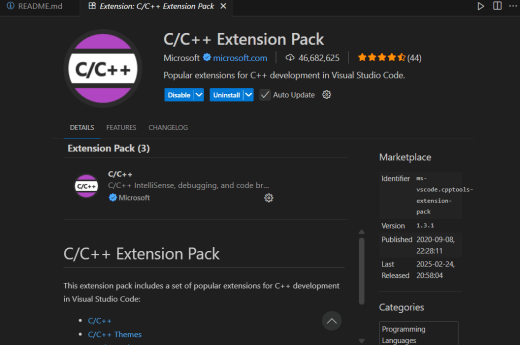 README.md
Extension: C/C++ Extension Pack
C/C++
C/C++ Extension Pack
Microsoft microsoft.com 46,682,625 (44)
Popular extensions for C++ development in Visual Studio Code.
Disable Uninstall Auto Update
DETAILS FEATURES CHANGELOG
Extension Pack (3)
C/C++
C/C++
C/C++ IntelliSense, debugging, and code br...
Microsoft
C/C++ Extension Pack
This extension pack includes a set of popular extensions for C++ development
in Visual Studio Code:
• C/C++
• C/C++ Themes
Marketplace
Identifier ms-
vscode.cpptools-
extension-
pack
Version 1.3.1
Published 2020-09-08,
22:28:11
Last 2025-02-24,
Released 20:58:04
Categories
Programming
Languages